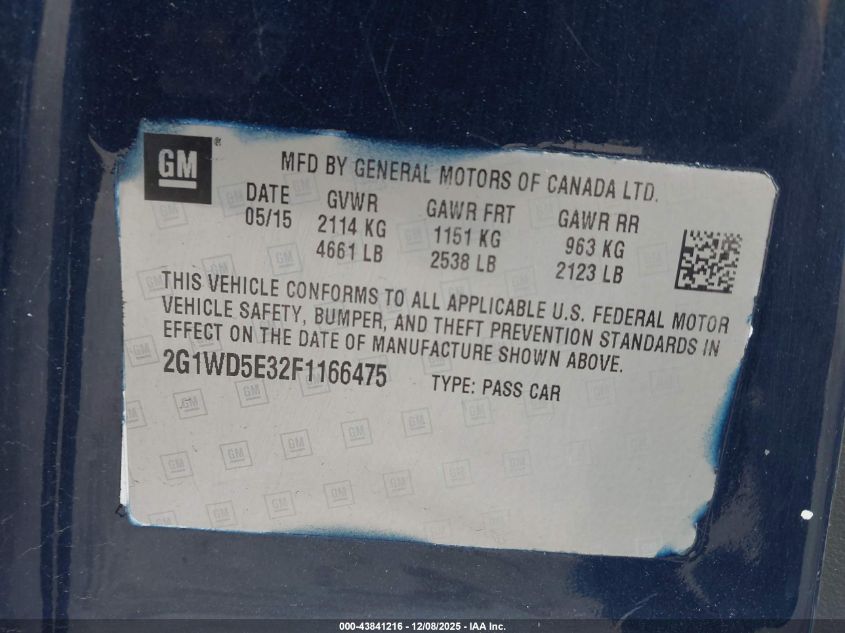 GM®
MFD BY GENERAL MOTORS OF CANADA LTD.
DATE GVWR GAWR FRT GAWR RR
05/15 2114 KG 1151 KG 963 KG
4661 LB 2538 LB 2123 LB
THIS VEHICLE CONFORMS TO ALL APPLICABLE U.S. FEDERAL MOTOR
VEHICLE SAFETY, BUMPER, AND THEFT PREVENTION STANDARDS IN
EFFECT ON THE DATE OF MANUFACTURE SHOWN ABOVE.
2G1WD5E32F1166475 TYPE: PASS CAR
000-43841216 - 12/08/2025 - IAA Inc.